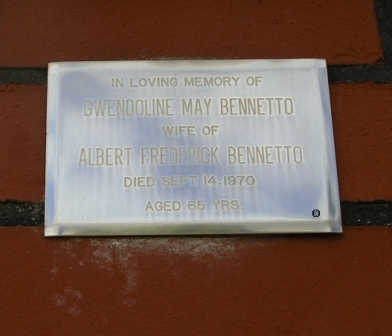 IN LOVING MEMORY OF
GWENDOLINE MAY BENNETTO
WIFE OF
ALBERT FREDERICK BENNETTO
DIED SEPT. 14. 1970
AGED 65 YRS.